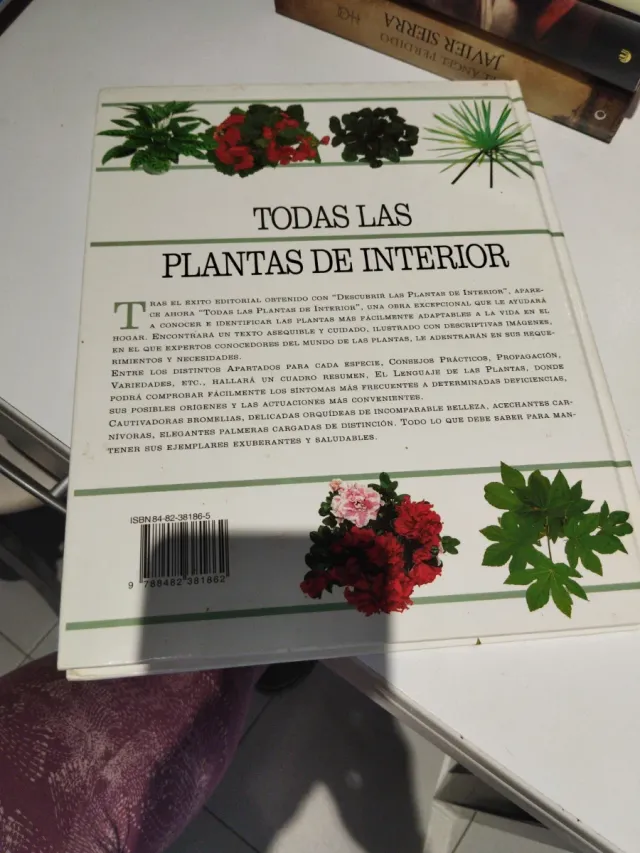 EL ÁNGEL PERDIDO
JAVIER SIERRA
TODAS LAS
PLANTAS DE INTERIOR
TRAS EL EXITO EDITORIAL OBTENIDO CON "DESCUBRIR LAS PLANTAS DE INTERIOR", APARE-
CE AHORA "TODAS LAS PLANTAS DE INTERIOR", UNA OBRA EXCEPCIONAL QUE LE AYUDARÁ
A CONOCER E IDENTIFICAR LAS PLANTAS MÁS FÁCILMENTE ADAPTABLES A LA VIDA EN EL
HOGAR. ENCONTRARÁ UN TEXTO ASEQUIBLE Y CUIDADO, ILUSTRADO CON DESCRIPTIVAS IMÁGENES,
EN EL QUE EXPERTOS CONOCEDORES DEL MUNDO DE LAS PLANTAS, LE ADENTRARÁN EN SUS REQUE-
RIMIENTOS Y NECESIDADES.
ENTRE LOS DISTINTOS APARTADOS PARA CADA ESPECIE, CONSEJOS PRÁCTICOS, PROPAGACIÓN,
VARIEDADES, ETC., HALLARÁ UN CUADRO RESUMEN, EL LENGUAJE DE LAS PLANTAS, DONDE
PODRÁ COMPROBAR FÁCILMENTE LOS SÍNTOMAS MÁS FRECUENTES A DETERMINADAS DEFICIENCIAS,
SUS POSIBLES ORÍGENES Y LAS ACTUACIONES MÁS CONVENIENTES.
CAUTIVADORAS BROMELIAS, DELICADAS ORQUÍDEAS DE INCOMPARABLE BELLEZA, ACECHANTES CAR-
NÍVORAS, ELEGANTES PALMERAS CARGADAS DE DISTINCIÓN. TODO LO QUE DEBE SABER PARA MAN-
TENER SUS EJEMPLARES EXUBERANTES Y SALUDABLES.
ISBN 84-82-38186-5
9 788482 381862